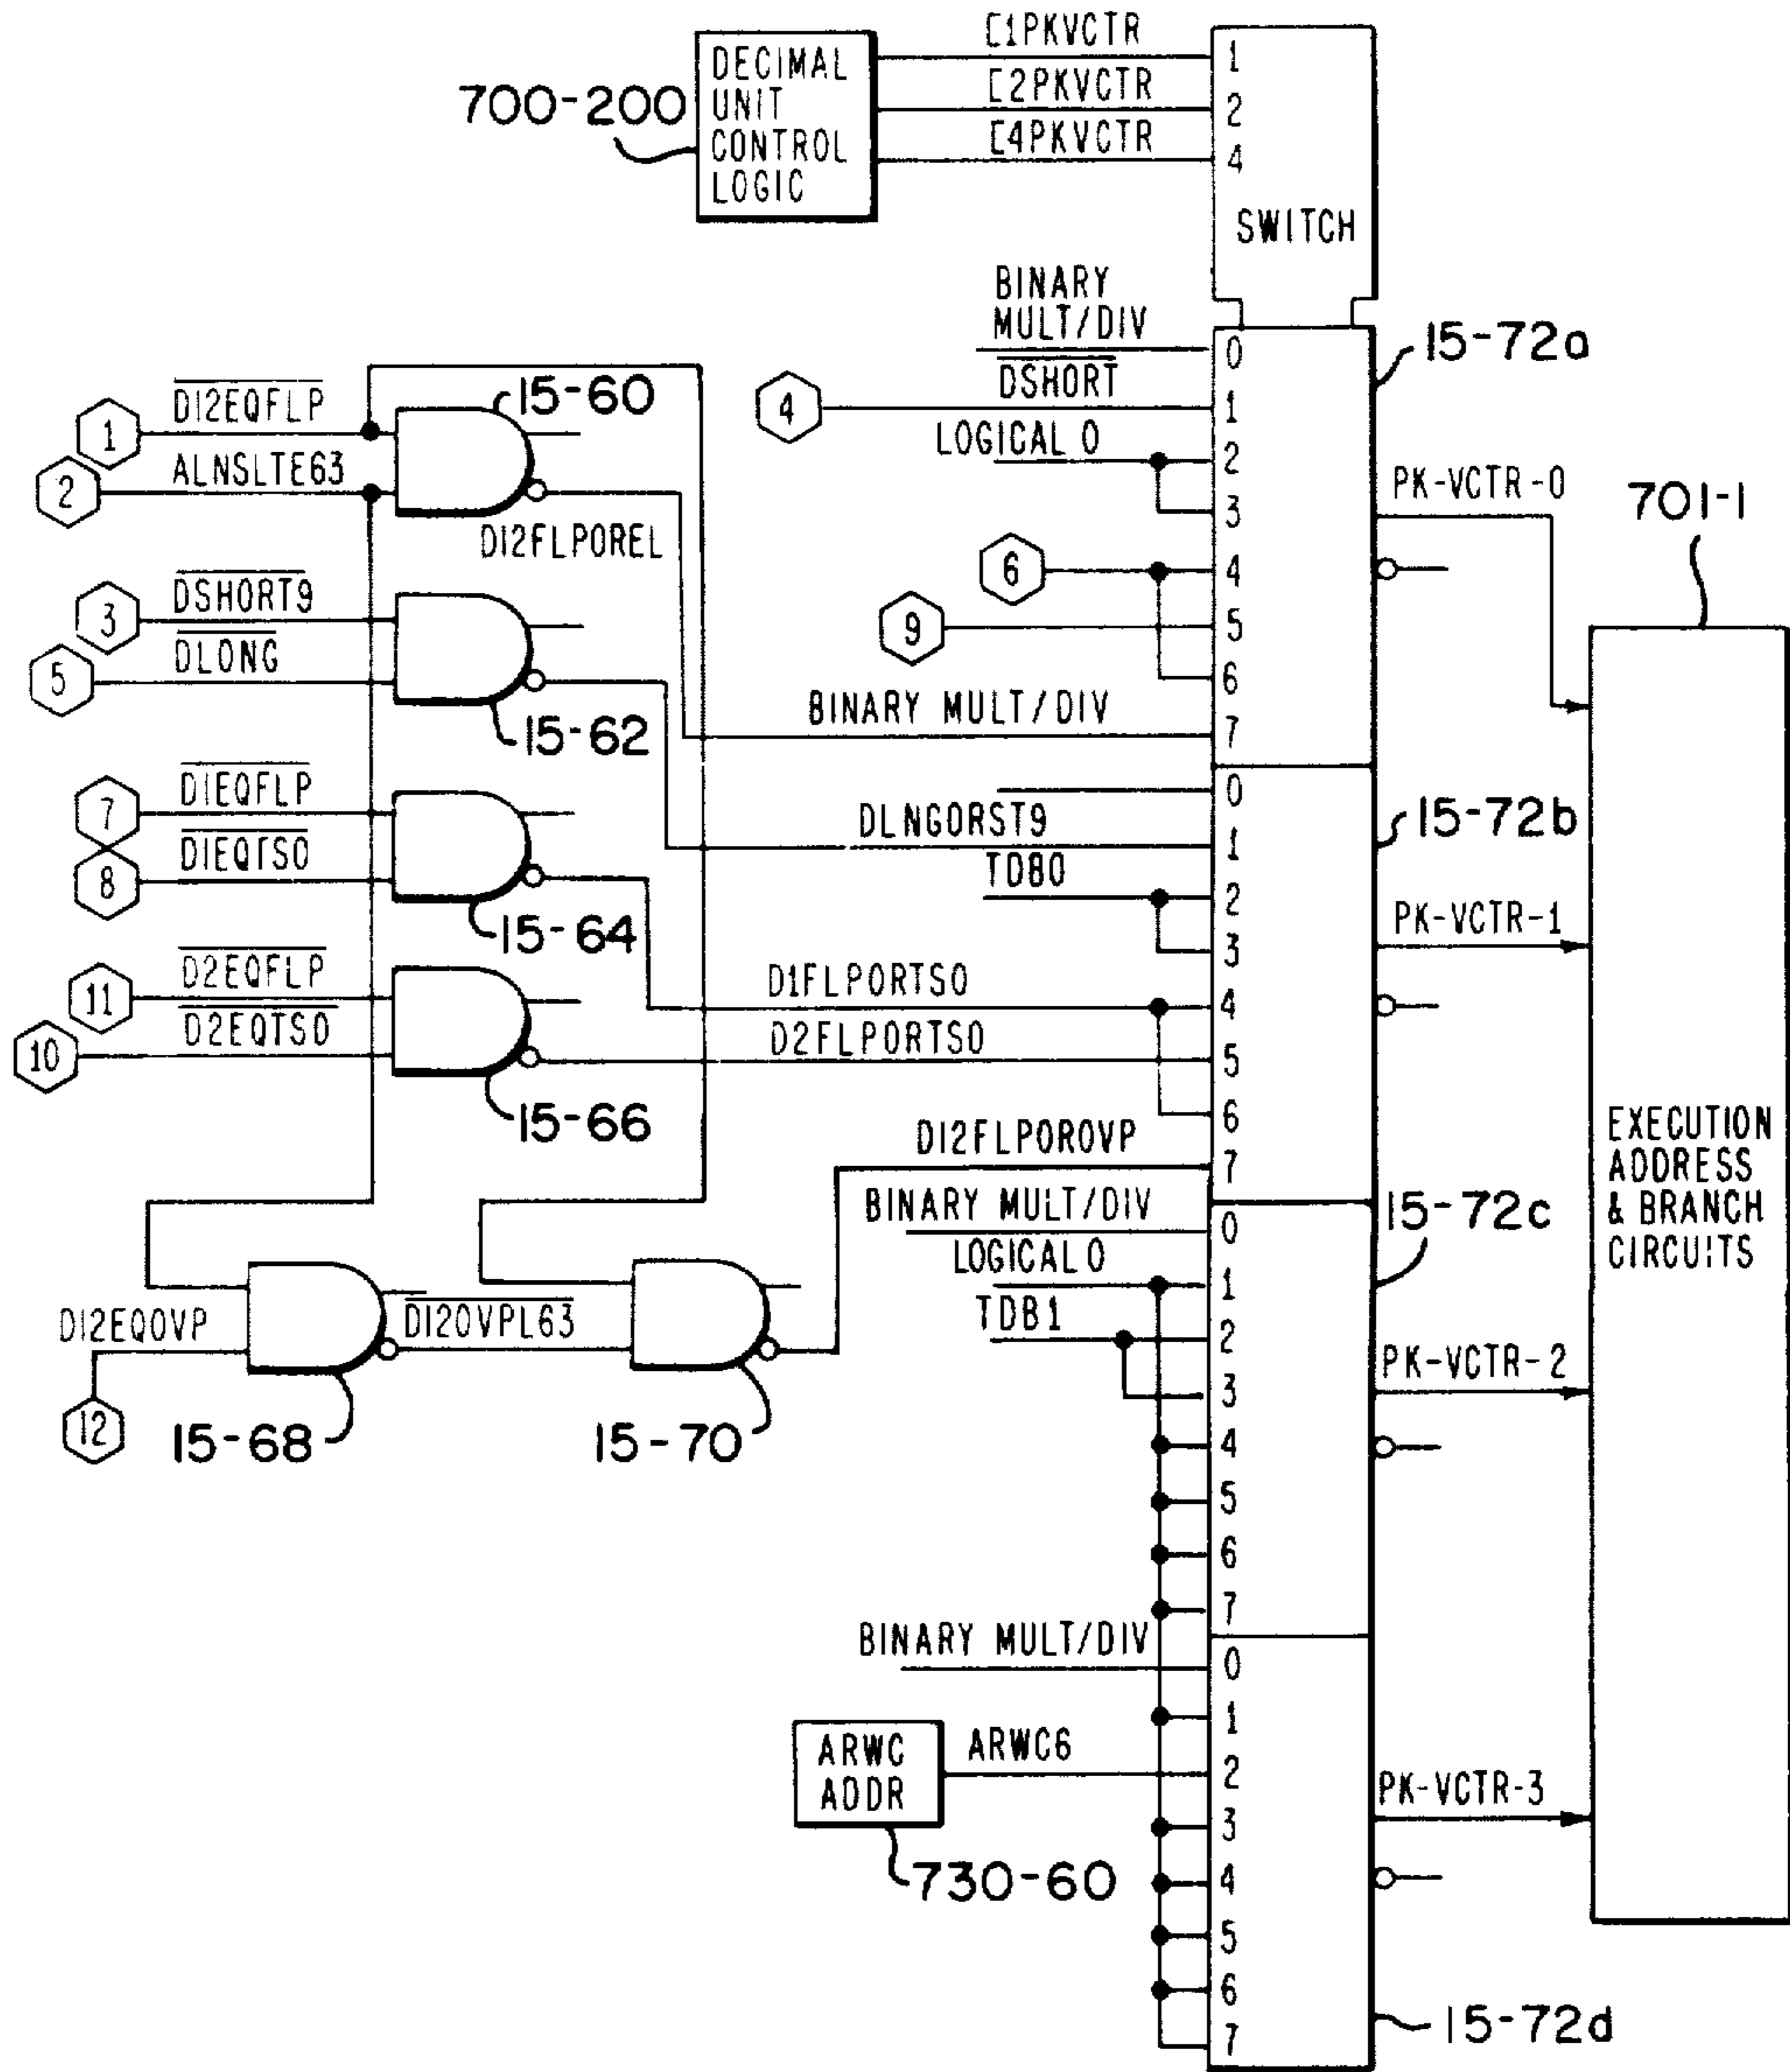 DECIMAL
UNIT
CONTROL
LOGIC
700-200
[1PKVCTR
[2PKVCTR
[4PKVCTR
1
2
4
SWITCH
BINARY
MULT/DIV
0
15-72a
DSHORT
4
1
LOGICAL 0
2
3
6
4
9
5
6
BINARY MULT/DIV
7
PK-VCTR-0
701-1
1
DI2EQFLP
15-60
2
ALNSLTE63
DI2FLPOREL
3
DSHORT9
5
DLONG
15-62
7
D1EQFLP
8
D1EQTSO
15-64
11
D2EQFLP
10
D2EQTSO
15-66
0
15-72b
DLNGORST9
1
TDB0
2
3
PK-VCTR-1
D1FLPORTSO
4
D2FLPORTSO
5
6
DI2FLPOROVP
7
EXECUTION
ADDRESS
& BRANCH
CIRCUITS
BINARY MULT/DIV
0
15-72c
LOGICAL 0
1
TDB1
2
3
PK-VCTR-2
4
5
6
7
DI2EQOVP
DI2OVPL63
12
15-68
15-70
BINARY MULT/DIV
0
1
ARWC
ADDR
ARWC6
2
3
PK-VCTR-3
730-60
4
5
6
7
15-72d